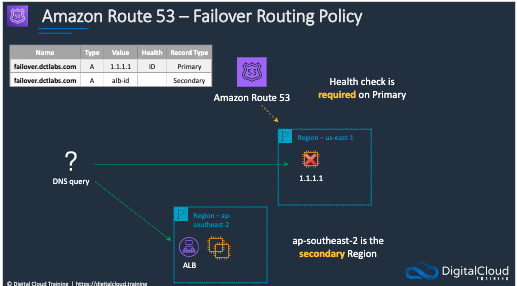 Amazon Route 53 – Failover Routing Policy
Name Type Value Health Record Type
failover.dctlabs.com A 1.1.1.1 ID Primary
failover.dctlabs.com A alb-id Secondary
53
Amazon Route 53
Health check is
required on Primary
Region – us-east-1
1.1.1.1
?
DNS query
Region – ap-
southeast-2
ALB
ap-southeast-2 is the
secondary Region
DigitalCloud
TRAINING
© Digital Cloud Training | https://digitalcloud.training